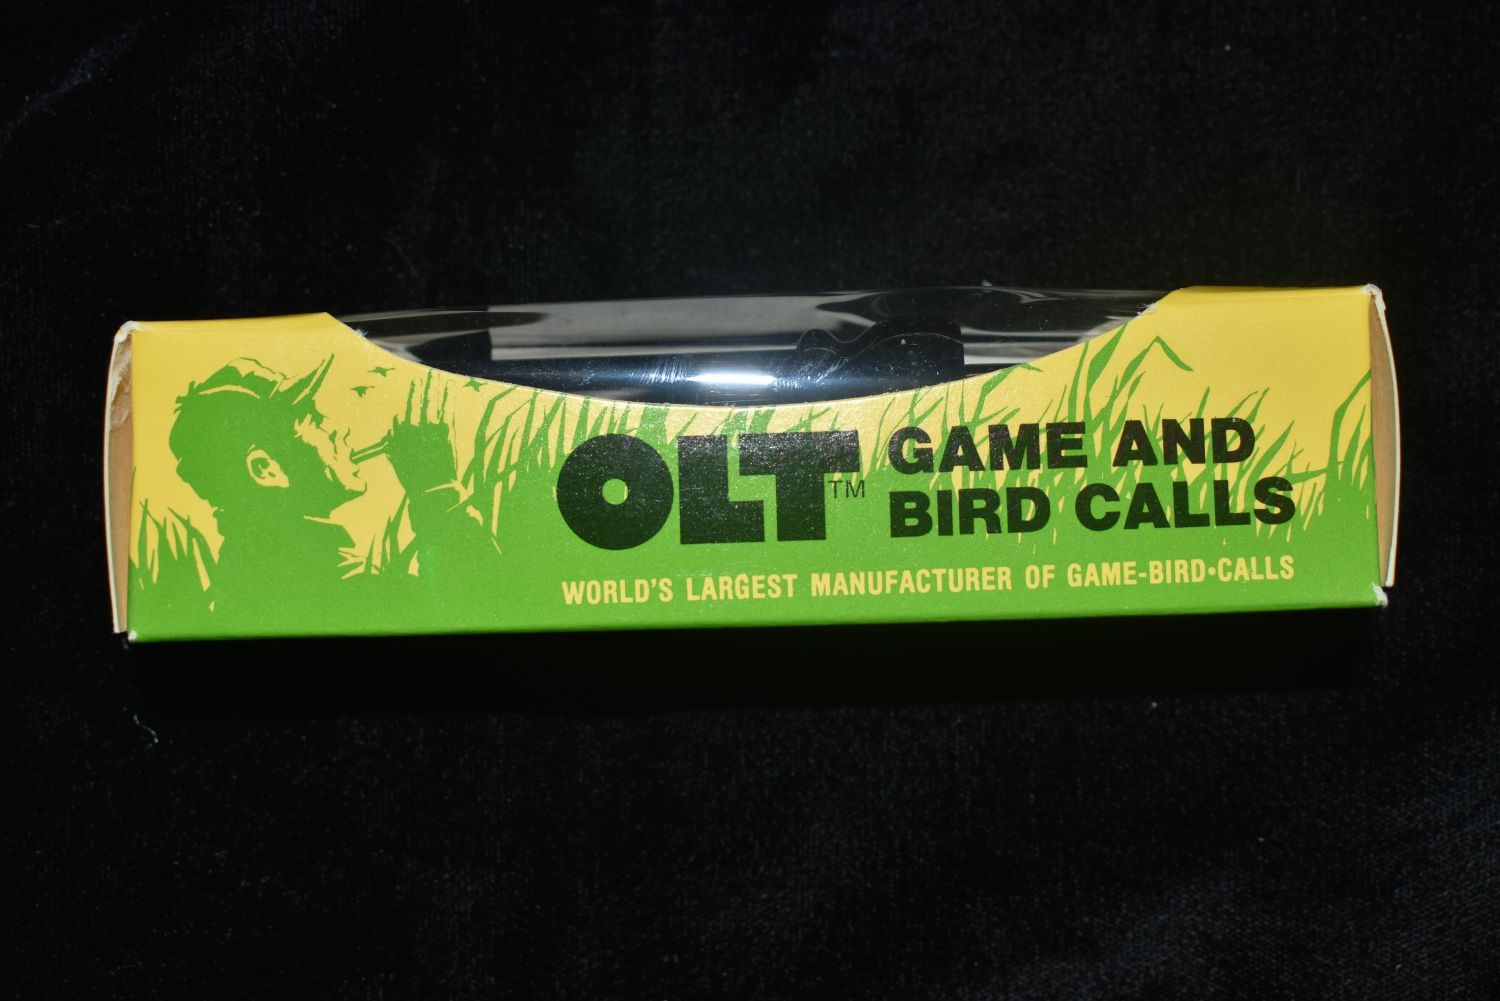 OLT™
GAME AND
BIRD CALLS
WORLD'S LARGEST MANUFACTURER OF GAME-BIRD•CALLS